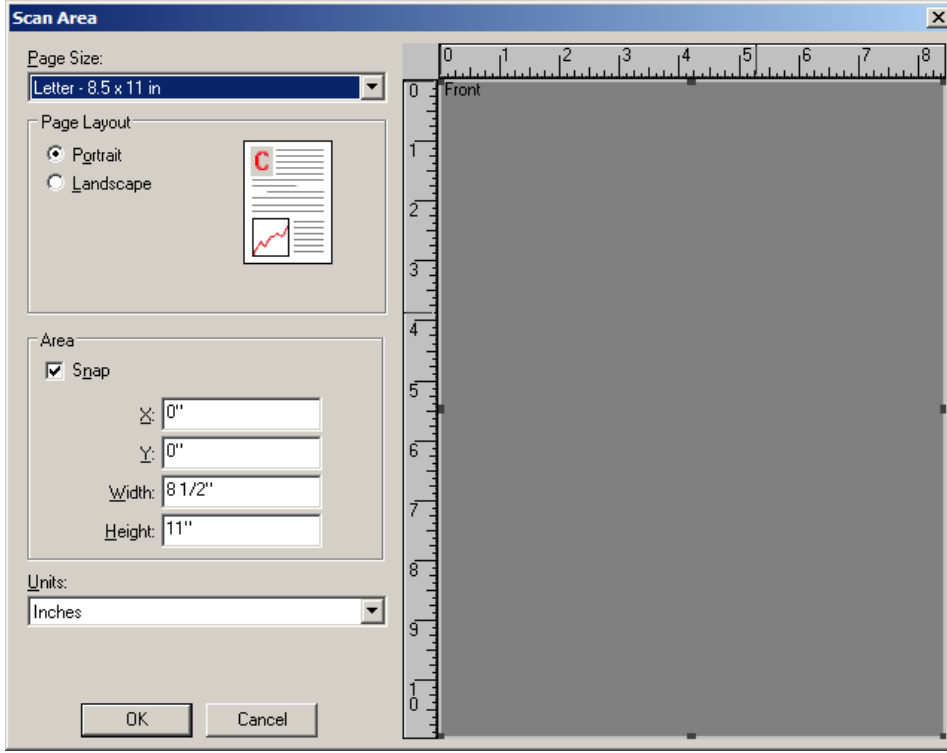 Scan Area
Page Size:
Letter - 8.5 x 11 in
Page Layout
Portrait
Landscape
C
Area
Snap
X: 0"
Y: 0"
Width: 8 1/2"
Height: 11"
Units:
Inches
OK Cancel
0 1 2 3 4 5 6 7 8
Front
0
1
2
3
4
5
6
7
8
9
10